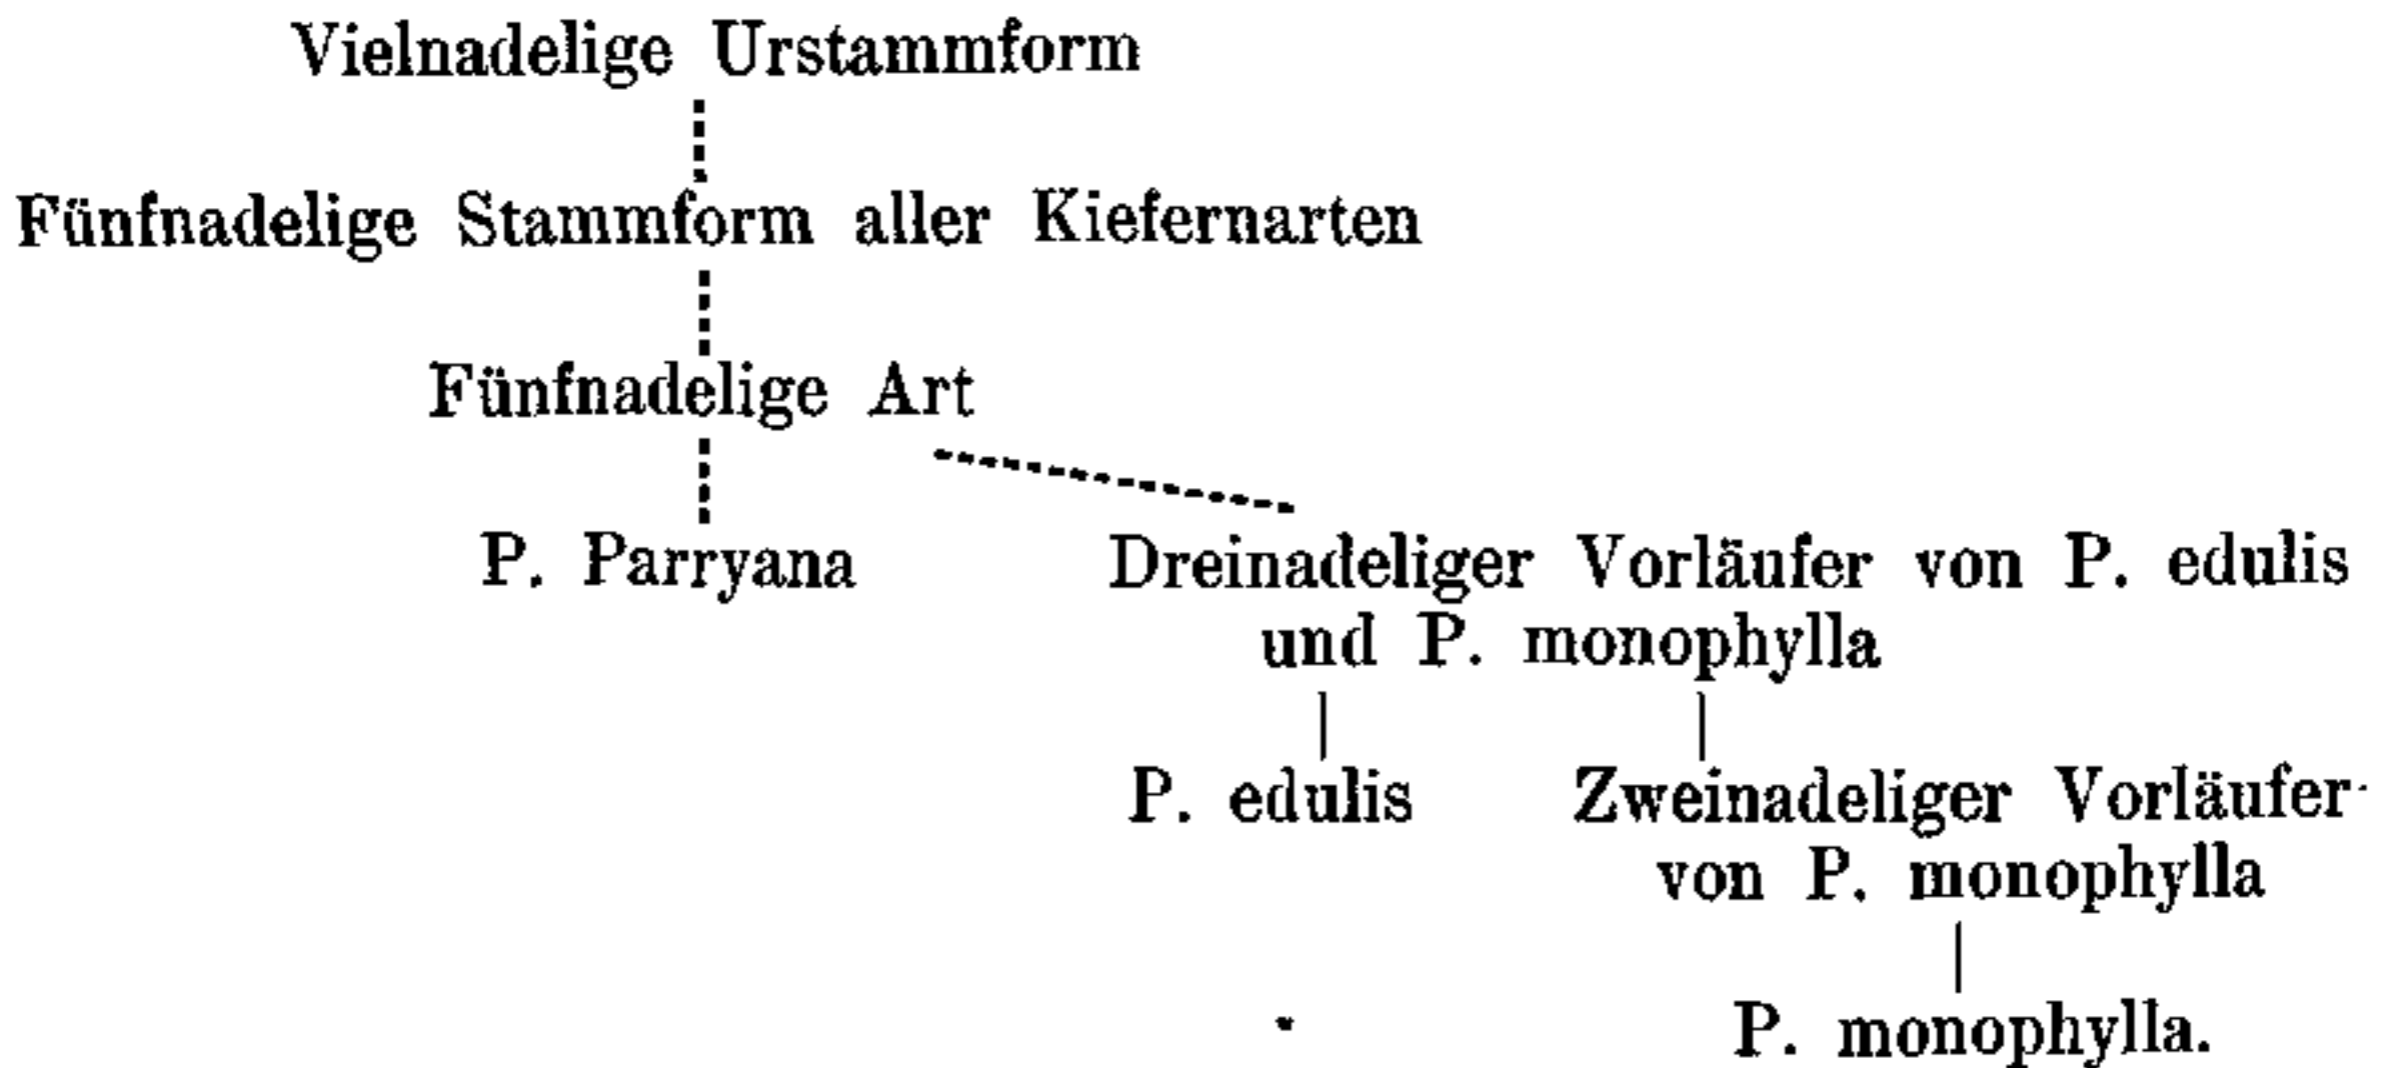 Vielnadelige Urstammform
Fünfnadelige Stammform aller Kiefernarten
Fünfnadelige Art
P. Parryana
Dreinadeliger Vorläufer von P. edulis
und P. monophylla
P. edulis
Zweinadeliger Vorläufer
von P. monophylla
P. monophylla.